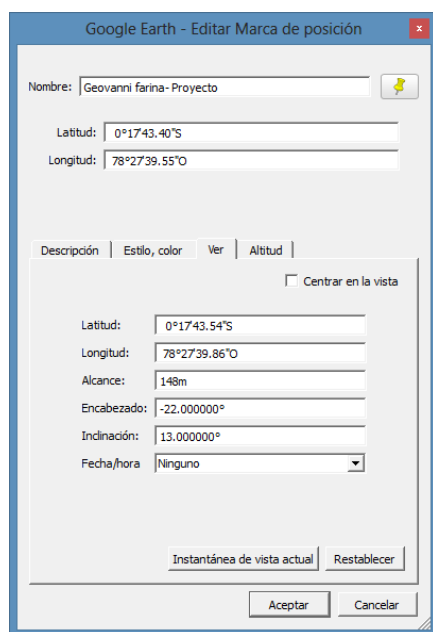 Google Earth - Editar Marca de posición
x
Nombre: Geovanni farina- Proyecto
Latitud: 0°17'43.40"S
Longitud: 78°27'39.55"O
Descripción Estilo, color Ver Altitud
Centrar en la vista
Latitud: 0°17'43.54"S
Longitud: 78°27'39.86"O
Alcance: 148m
Encabezado: -22.000000°
Inclinación: 13.000000°
Fecha/hora Ninguno
Instantánea de vista actual Restablecer
Aceptar Cancelar